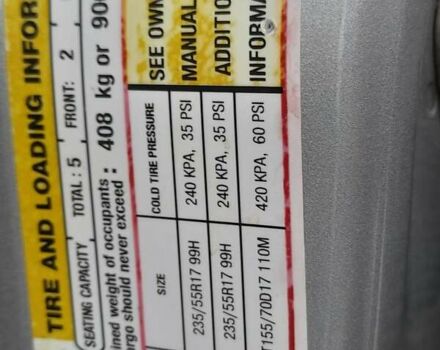 TIRE AND LOADING INFOR
SEATING CAPACITY TOTAL : 5 FRONT: 2
ined weight of occupants
argo should never exceed : 408 kg or 90
SIZE COLD TIRE PRESSURE SEE OWN
235/55R17 99H 240 KPA, 35 PSI MANUAL
235/55R17 99H 240 KPA, 35 PSI ADDITIO
T155/70D17 110M 420 KPA, 60 PSI INFORMA